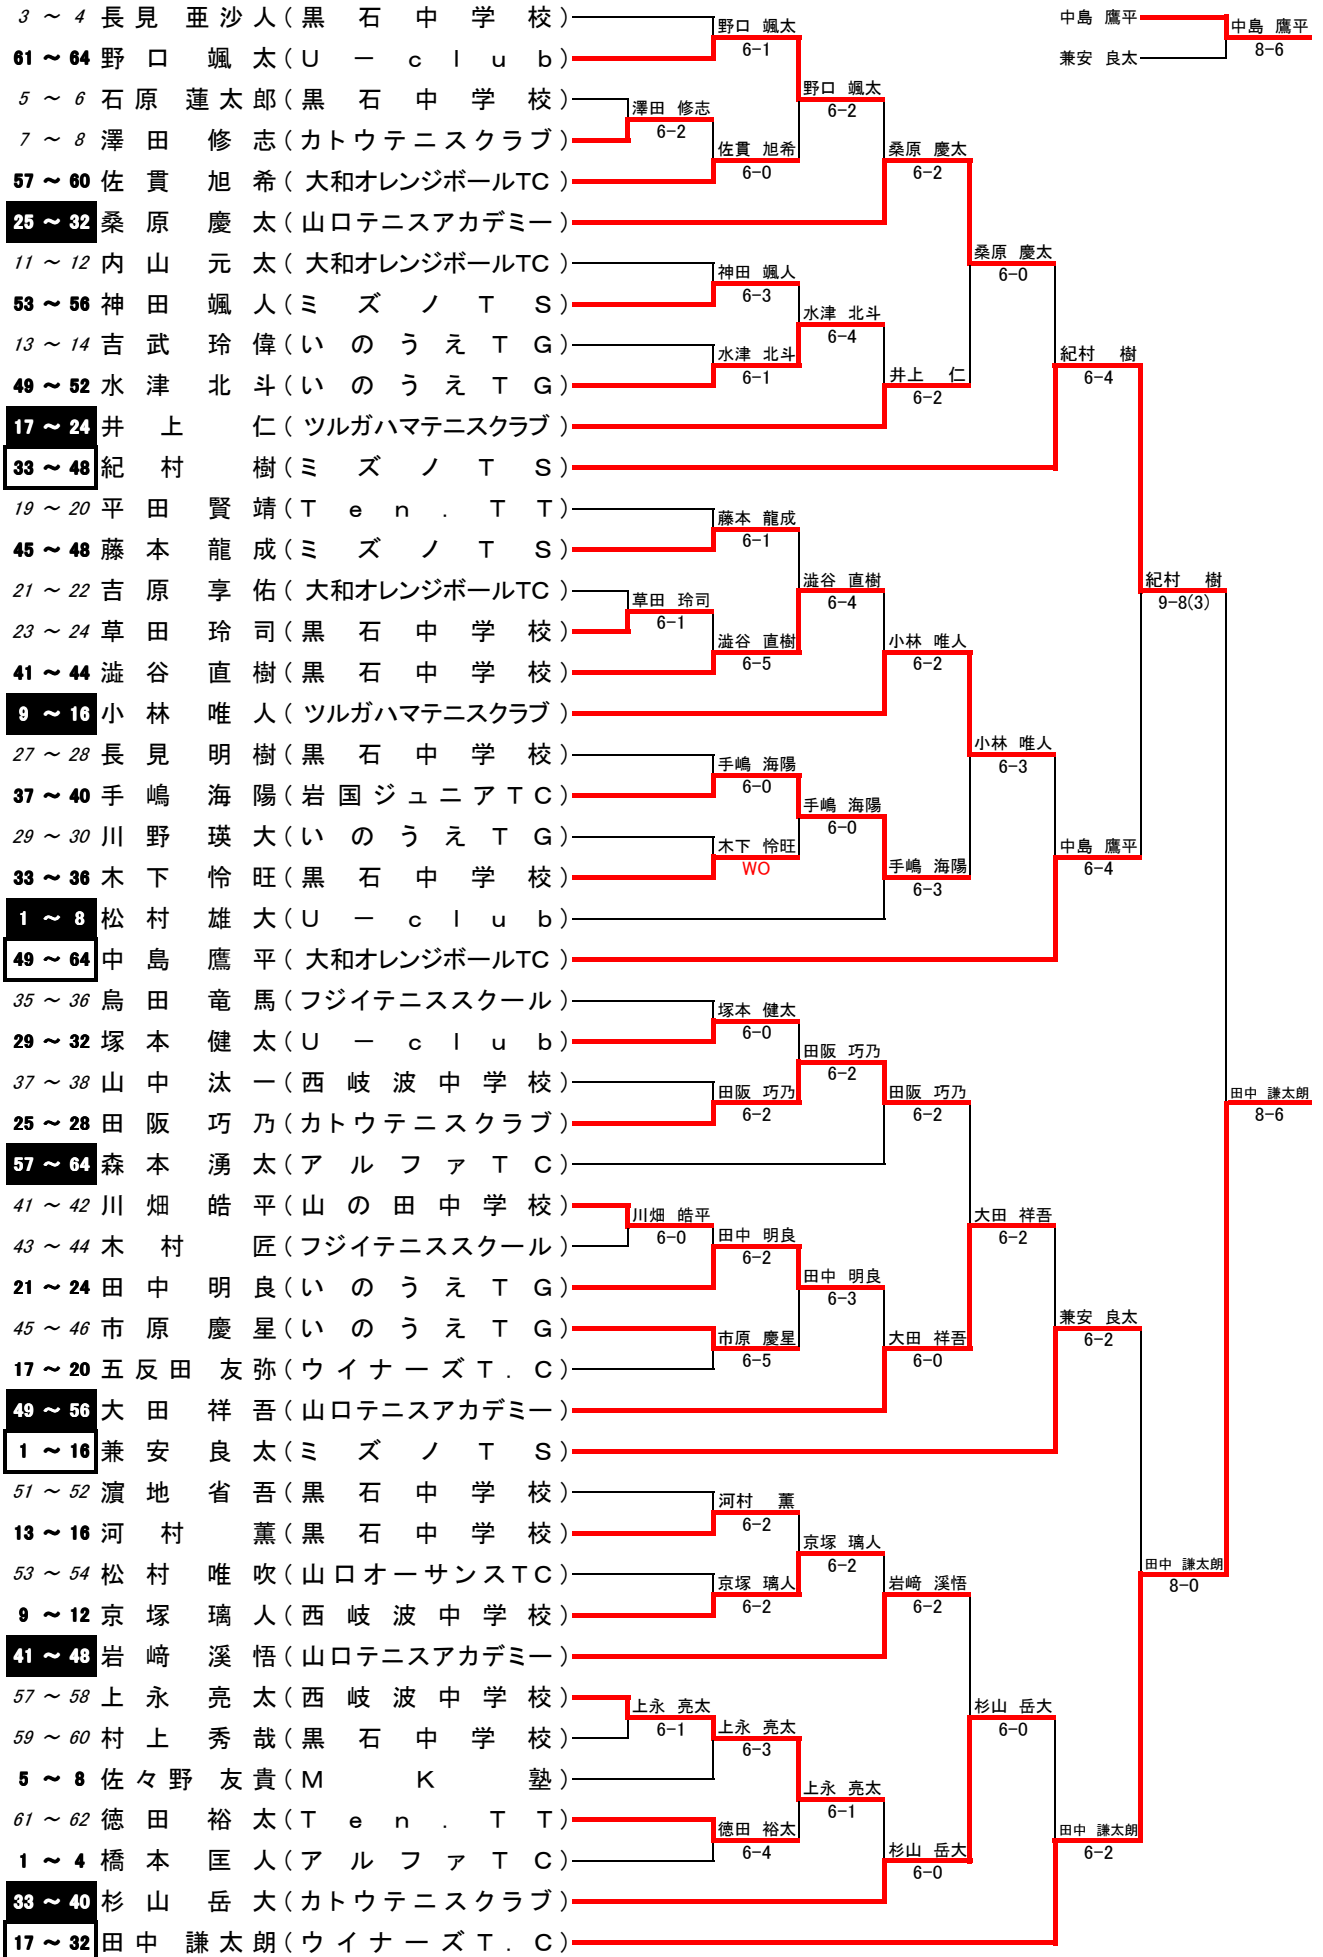 3 ～ 4 長見 亜沙人(黒石中学校)
61 ～ 64 野口 颯太(U－club)
5 ～ 6 石原 蓮太郎(黒石中学校)
7 ～ 8 澤田 修志(カトウテニスクラブ)
57 ～ 60 佐貫 旭希(大和オレンジボールTC)
25 ～ 32 桑原 慶太(山口テニスアカデミー)
11 ～ 12 内山 元太(大和オレンジボールTC)
53 ～ 56 神田 颯人(ミズノTS)
13 ～ 14 吉武 玲偉(いのうえTG)
49 ～ 52 水津 北斗(いのうえTG)
17 ～ 24 井上 仁(ツルガハマテニスクラブ)
33 ～ 48 紀村 樹(ミズノTS)
19 ～ 20 平田 賢靖(Ten.TT)
45 ～ 48 藤本 龍成(ミズノTS)
21 ～ 22 吉原 享佑(大和オレンジボールTC)
23 ～ 24 草田 玲司(黒石中学校)
41 ～ 44 澁谷 直樹(黒石中学校)
9 ～ 16 小林 唯人(ツルガハマテニスクラブ)
27 ～ 28 長見 明樹(黒石中学校)
37 ～ 40 手嶋 海陽(岩国ジュニアTC)
29 ～ 30 川野 瑛大(いのうえTG)
33 ～ 36 木下 怜旺(黒石中学校)
1 ～ 8 松村 雄大(U－club)
49 ～ 64 中島 鷹平(大和オレンジボールTC)
35 ～ 36 烏田 竜馬(フジイテニススクール)
29 ～ 32 塚本 健太(U－club)
37 ～ 38 山中 汰一(西岐波中学校)
25 ～ 28 田阪 巧乃(カトウテニスクラブ)
57 ～ 64 森本 湧太(アルファTC)
41 ～ 42 川畑 皓平(山の田中学校)
43 ～ 44 木村 匠(フジイテニススクール)
21 ～ 24 田中 明良(いのうえTG)
45 ～ 46 市原 慶星(いのうえTG)
17 ～ 20 五反田 友弥(ウイナーズT.C)
49 ～ 56 大田 祥吾(山口テニスアカデミー)
1 ～ 16 兼安 良太(ミズノTS)
51 ～ 52 濵地 省吾(黒石中学校)
13 ～ 16 河村 薫(黒石中学校)
53 ～ 54 松村 唯吹(山口オーサンスTC)
9 ～ 12 京塚 璃人(西岐波中学校)
41 ～ 48 岩﨑 溪悟(山口テニスアカデミー)
57 ～ 58 上永 亮太(西岐波中学校)
59 ～ 60 村上 秀哉(黒石中学校)
5 ～ 8 佐々野 友貴(MK塾)
61 ～ 62 徳田 裕太(Ten.TT)
1 ～ 4 橋本 匡人(アルファTC)
33 ～ 40 杉山 岳大(カトウテニスクラブ)
17 ～ 32 田中 謙太朗(ウイナーズT.C)
澤田 修志
6-2
草田 玲司
6-1
川畑 皓平
6-0
上永 亮太
6-1
野口 颯太
6-1
佐貫 旭希
6-0
神田 颯人
6-3
水津 北斗
6-1
藤本 龍成
6-1
澁谷 直樹
6-5
手嶋 海陽
6-0
木下 怜旺
WO
塚本 健太
6-0
田阪 巧乃
6-2
田中 明良
6-2
市原 慶星
6-5
河村 薫
6-2
京塚 璃人
6-2
上永 亮太
6-3
徳田 裕太
6-4
野口 颯太
6-2
水津 北斗
6-4
澁谷 直樹
6-4
手嶋 海陽
6-0
田阪 巧乃
6-2
田中 明良
6-3
京塚 璃人
6-2
上永 亮太
6-1
桑原 慶太
6-2
井上 仁
6-2
小林 唯人
6-2
手嶋 海陽
6-3
田阪 巧乃
6-2
大田 祥吾
6-0
岩﨑 溪悟
6-2
杉山 岳大
6-0
桑原 慶太
6-0
小林 唯人
6-3
大田 祥吾
6-2
杉山 岳大
6-0
紀村 樹
6-4
中島 鷹平
6-4
兼安 良太
6-2
田中 謙太朗
6-2
紀村 樹
9-8(3)
田中 謙太朗
8-0
田中 謙太朗
8-6
中島 鷹平
兼安 良太
中島 鷹平
8-6